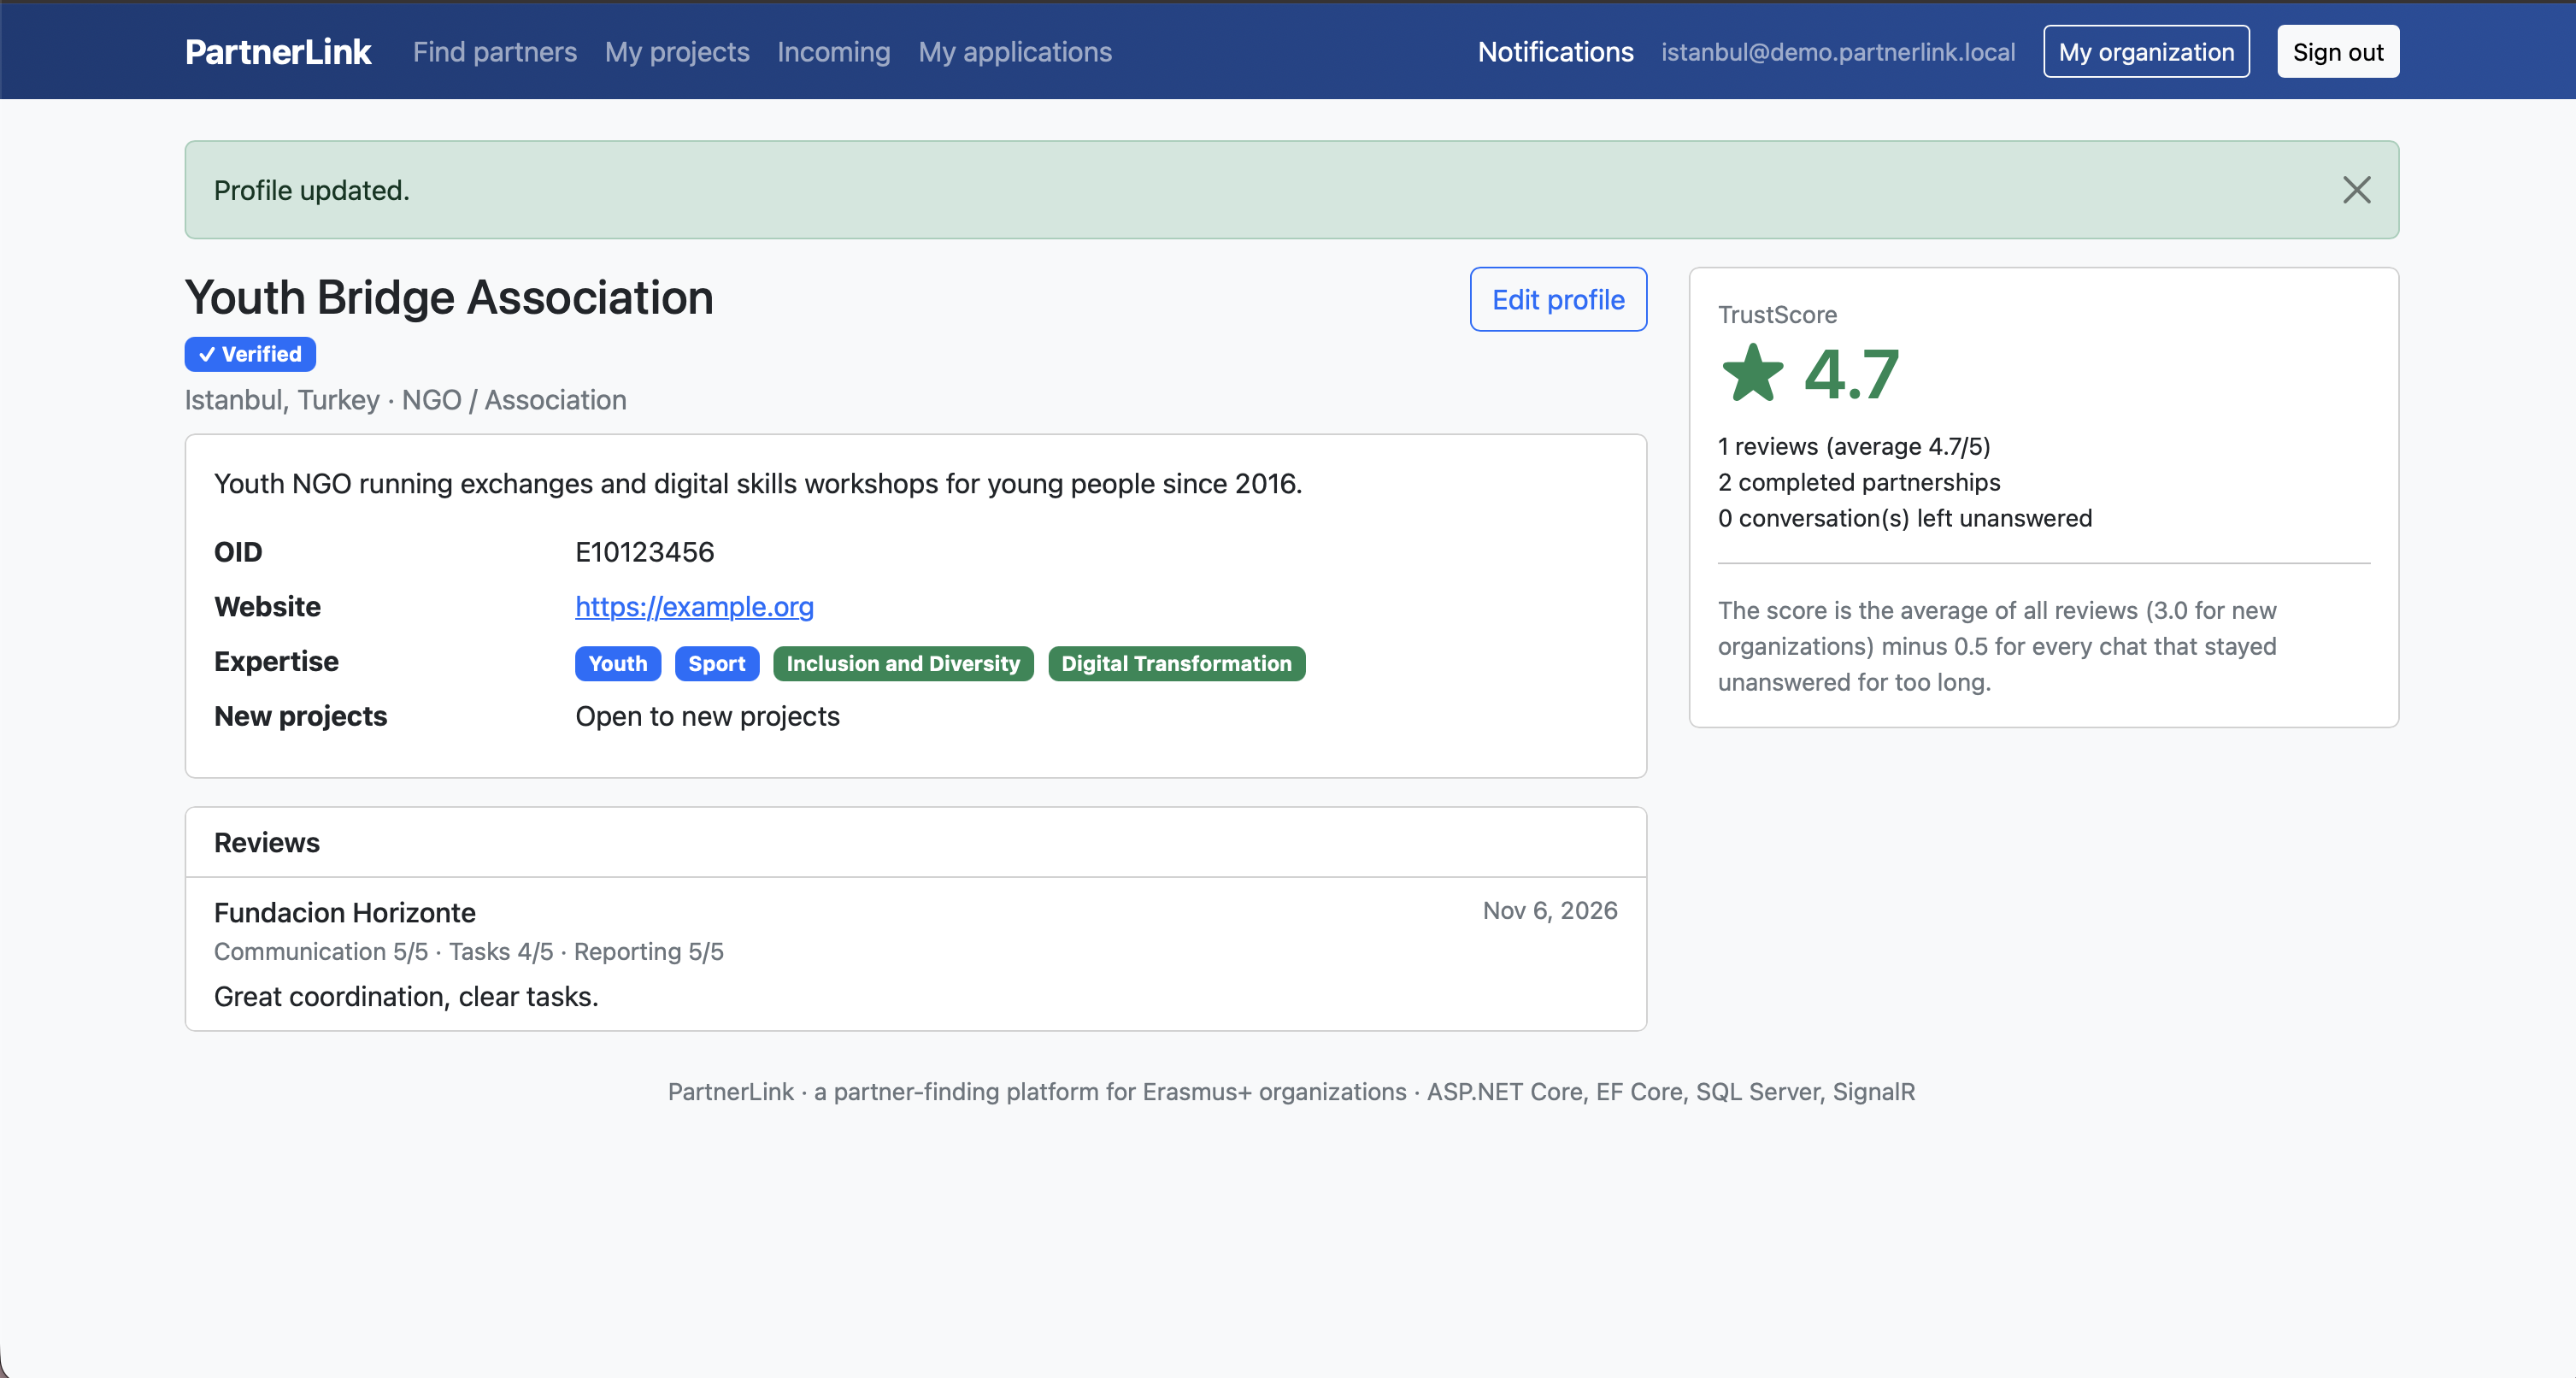 PartnerLink Find partners My projects Incoming My applications Notifications istanbul@demo.partnerlink.local My organization Sign out
Profile updated.
Youth Bridge Association
Edit profile
✓ Verified
Istanbul, Turkey · NGO / Association
Youth NGO running exchanges and digital skills workshops for young people since 2016.
OID E10123456
Website https://example.org
Expertise Youth Sport Inclusion and Diversity Digital Transformation
New projects Open to new projects
Reviews
Fundacion Horizonte Nov 6, 2026
Communication 5/5 · Tasks 4/5 · Reporting 5/5
Great coordination, clear tasks.
TrustScore
★ 4.7
1 reviews (average 4.7/5)
2 completed partnerships
0 conversation(s) left unanswered
The score is the average of all reviews (3.0 for new
organizations) minus 0.5 for every chat that stayed
unanswered for too long.
PartnerLink · a partner-finding platform for Erasmus+ organizations · ASP.NET Core, EF Core, SQL Server, SignalR